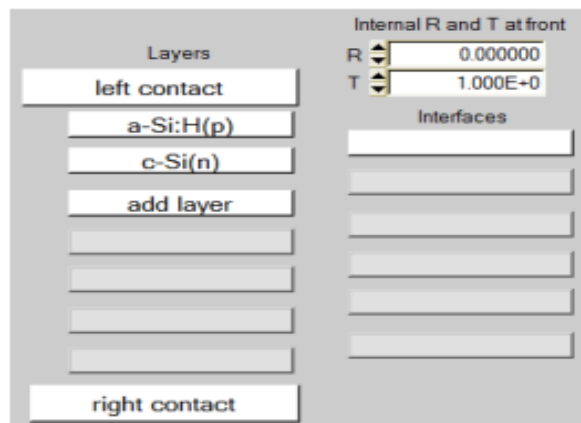 Internal R and T at front
Layers
R 0.000000
left contact
T 1.000E+0
a-Si:H(p)
Interfaces
c-Si(n)
add layer
right contact